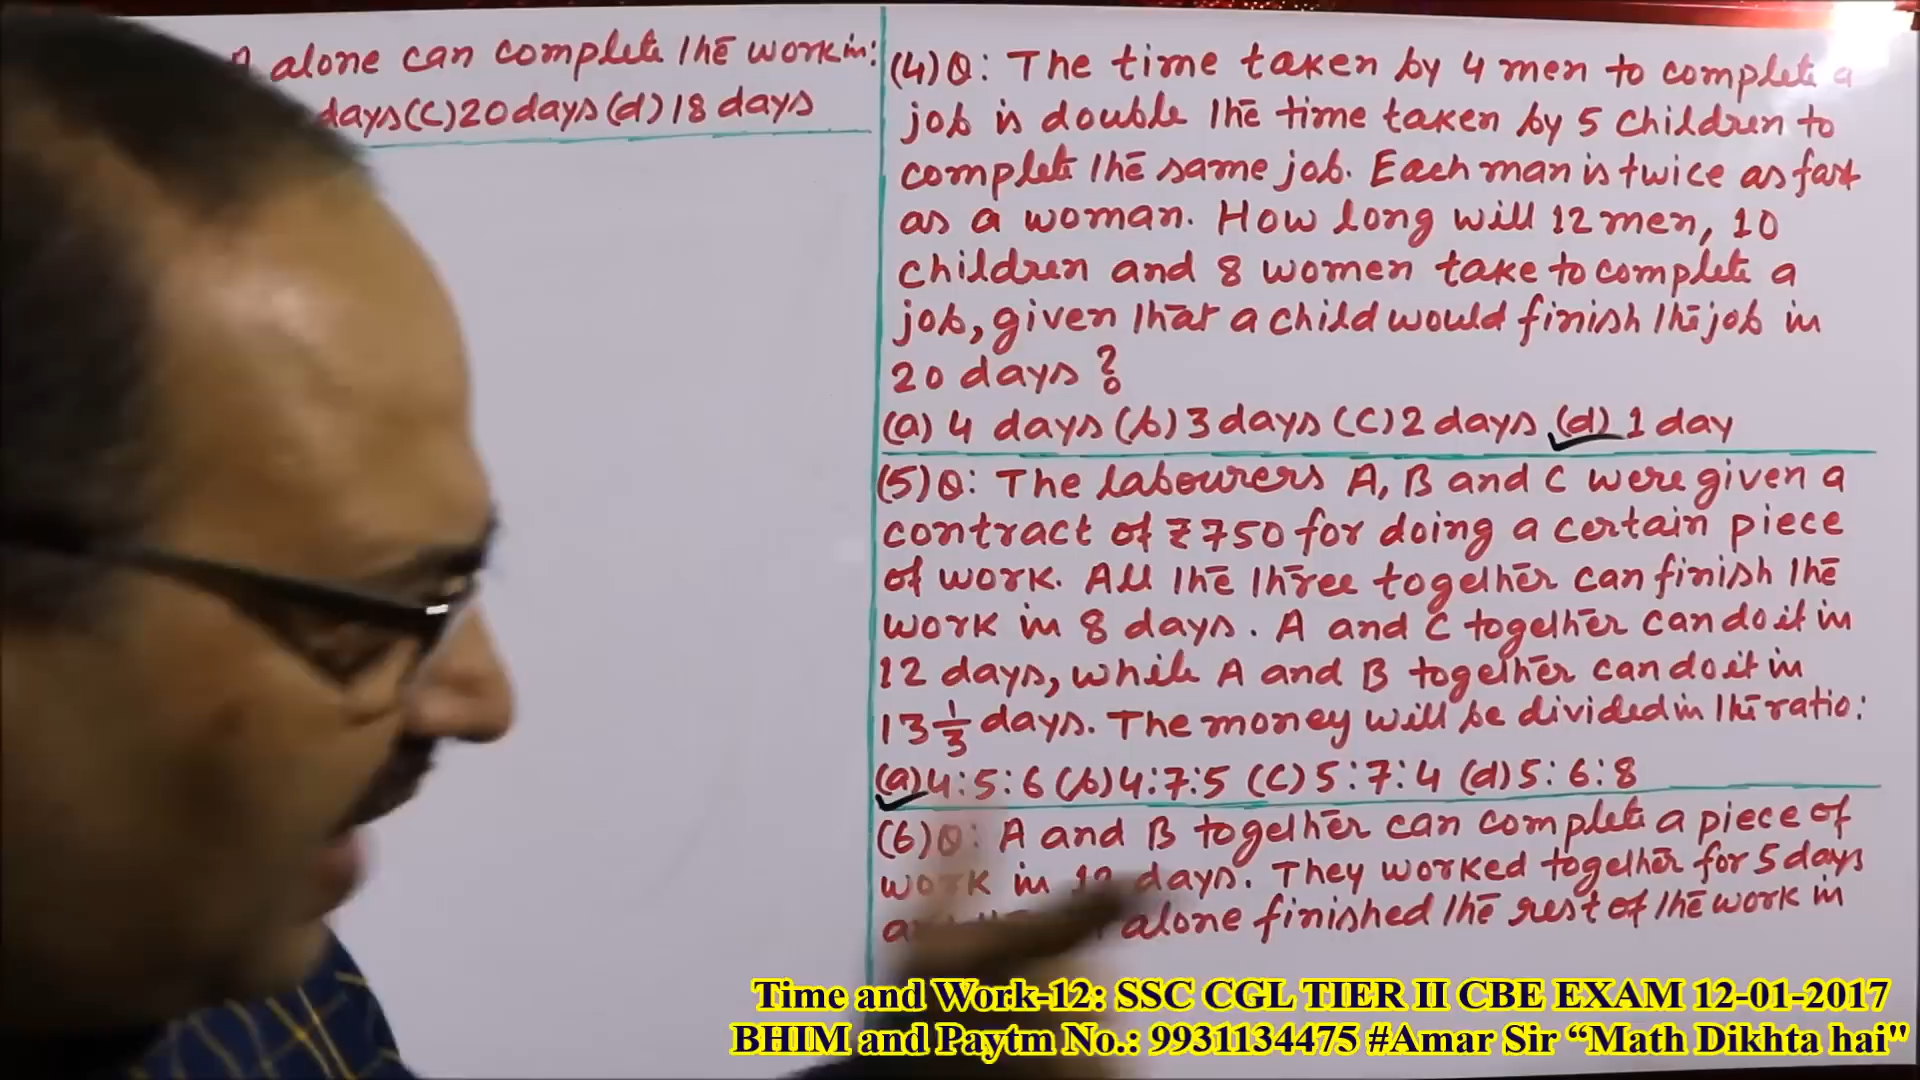 alone can complete the work in:
days (c) 20 days (d) 18 days
(4) Q: The time taken by 4 men to complete a
job is double the time taken by 5 children to
complete the same job. Each man is twice as fast
as a woman. How long will 12 men, 10
children and 8 women take to complete a
job, given that a child would finish the job in
20 days ?
(a) 4 days (b) 3 days (c) 2 days (d) 1 day
(5) Q: The labourers A, B and C were given a
contract of ₹750 for doing a certain piece
of work. All the three together can finish the
work in 8 days. A and C together can do it in
12 days, while A and B together can do it in
13 1/3 days. The money will be divided in the ratio:
(a) 4:5:6 (b) 4:7:5 (c) 5:7:4 (d) 5:6:8
(6) Q: A and B together can complete a piece of
work in days. They worked together for 5 days
alone finished the rest of the work in
Time and Work-12: SSC CGL TIER II CBE EXAM 12-01-2017
BHIM and Paytm No.: 9931134475 #Amar Sir “Math Dikhta hai"